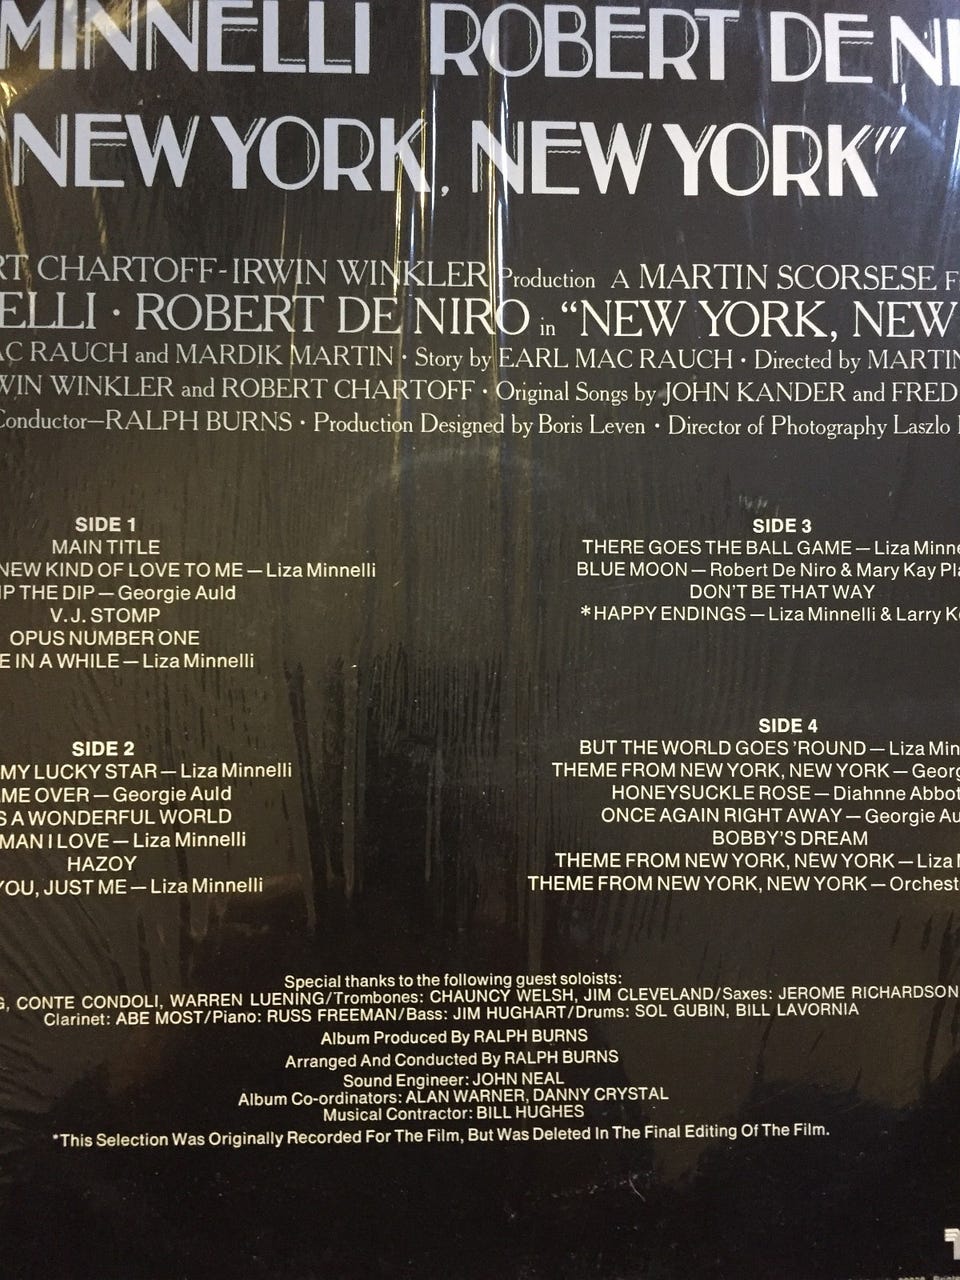 MINNELLI ROBERT DE NI
"NEW YORK, NEW YORK"
RT CHARTOFF-IRWIN WINKLER Production A MARTIN SCORSESE F
ELLI · ROBERT DE NIRO in "NEW YORK, NEW
AC RAUCH and MARDIK MARTIN · Story by EARL MAC RAUCH · Directed by MARTIN
WIN WINKLER and ROBERT CHARTOFF · Original Songs by JOHN KANDER and FRED
Conductor—RALPH BURNS · Production Designed by Boris Leven · Director of Photography Laszlo
SIDE 1
MAIN TITLE
NEW KIND OF LOVE TO ME — Liza Minnelli
IP THE DIP — Georgie Auld
V.J. STOMP
OPUS NUMBER ONE
E IN A WHILE — Liza Minnelli
SIDE 2
MY LUCKY STAR — Liza Minnelli
ME OVER — Georgie Auld
S A WONDERFUL WORLD
MAN I LOVE — Liza Minnelli
HAZOY
YOU, JUST ME — Liza Minnelli
SIDE 3
THERE GOES THE BALL GAME — Liza Minne
BLUE MOON — Robert De Niro & Mary Kay Pla
DON'T BE THAT WAY
*HAPPY ENDINGS — Liza Minnelli & Larry Ke
SIDE 4
BUT THE WORLD GOES 'ROUND — Liza Min
THEME FROM NEW YORK, NEW YORK — Georg
HONEYSUCKLE ROSE — Diahnne Abbot
ONCE AGAIN RIGHT AWAY — Georgie Au
BOBBY'S DREAM
THEME FROM NEW YORK, NEW YORK — Liza
THEME FROM NEW YORK, NEW YORK — Orchest
Special thanks to the following guest soloists:
G, CONTE CONDOLI, WARREN LUENING/Trombones: CHAUNCY WELSH, JIM CLEVELAND/Saxes: JEROME RICHARDSON
Clarinet: ABE MOST/Piano: RUSS FREEMAN/Bass: JIM HUGHART/Drums: SOL GUBIN, BILL LAVORNIA
Album Produced By RALPH BURNS
Arranged And Conducted By RALPH BURNS
Sound Engineer: JOHN NEAL
Album Co-ordinators: ALAN WARNER, DANNY CRYSTAL
Musical Contractor: BILL HUGHES
*This Selection Was Originally Recorded For The Film, But Was Deleted In The Final Editing Of The Film.